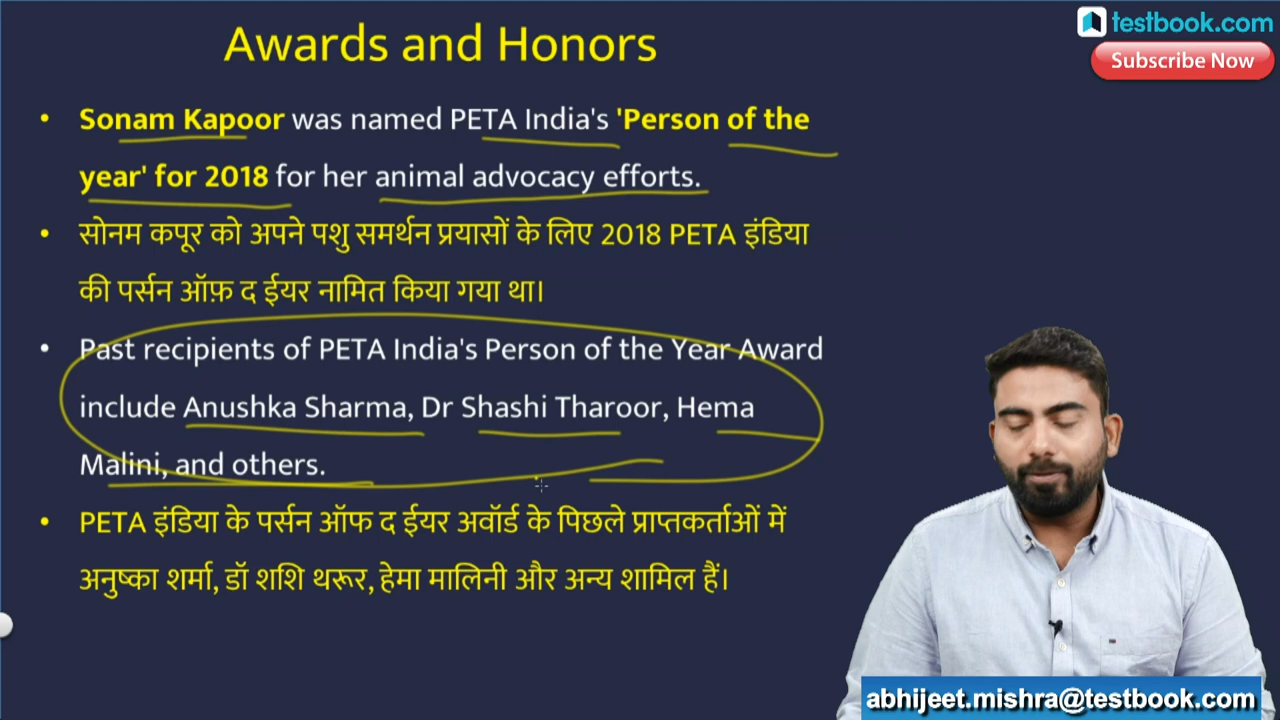 testbook.com
Subscribe Now
Awards and Honors
• Sonam Kapoor was named PETA India's 'Person of the
year' for 2018 for her animal advocacy efforts.
• सोनम कपूर को अपने पशु समर्थन प्रयासों के लिए 2018 PETA इंडिया
की पर्सन ऑफ़ द ईयर नामित किया गया था।
• Past recipients of PETA India's Person of the Year Award
include Anushka Sharma, Dr Shashi Tharoor, Hema
Malini, and others.
• PETA इंडिया के पर्सन ऑफ द ईयर अवॉर्ड के पिछले प्राप्तकर्ताओं में
अनुष्का शर्मा, डॉ शशि थरूर, हेमा मालिनी और अन्य शामिल हैं।
abhijeet.mishra@testbook.com